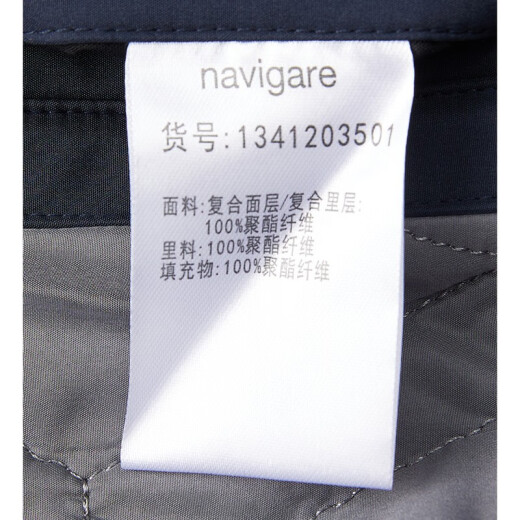 navigare
货号:1341203501
面料:复合面层/复合里层:
100%聚酯纤维
里料:100%聚酯纤维
填充物:100%聚酯纤维